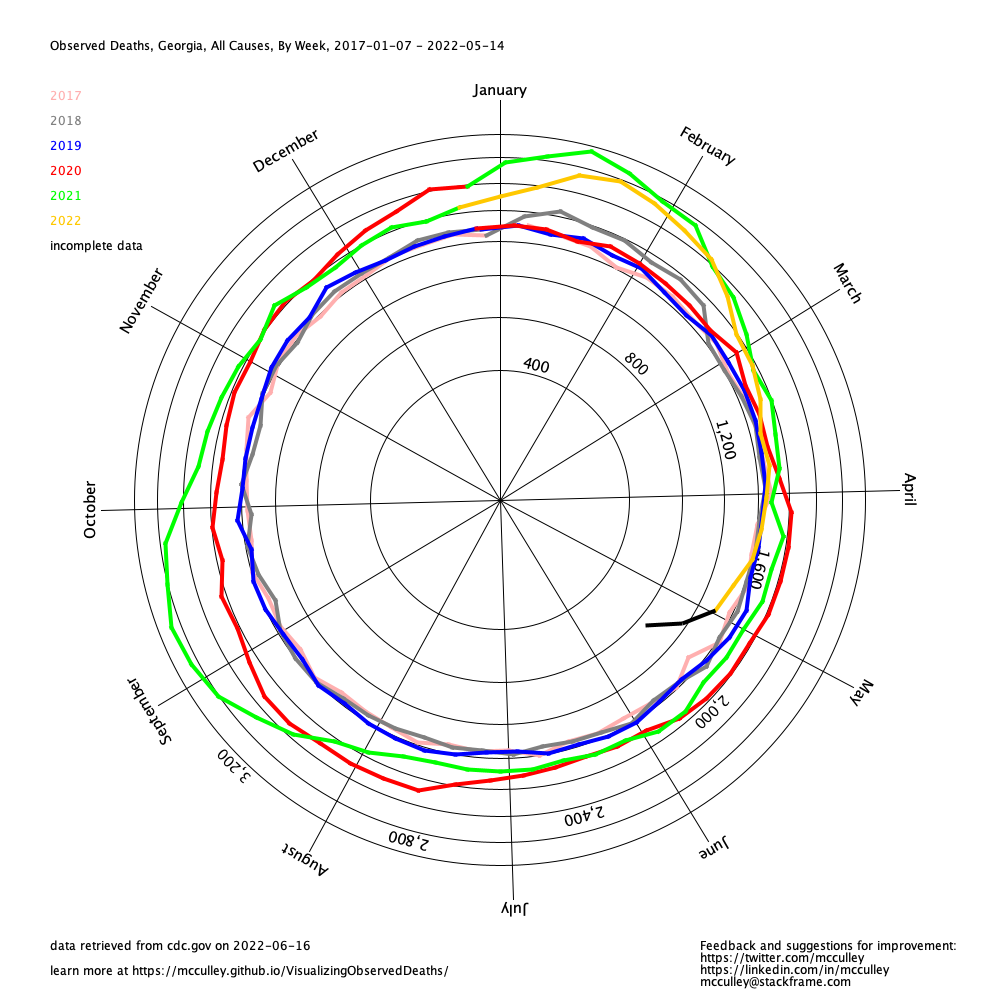 Observed Deaths, Georgia, All Causes, By Week, 2017-01-07 - 2022-05-14
2017
2018
2019
2020
2021
2022
incomplete data
January
February
March
April
May
June
July
August
September
October
November
December
400
800
1,200
1,600
2,000
2,400
2,800
3,200
data retrieved from cdc.gov on 2022-06-16
learn more at https://mcculley.github.io/VisualizingObservedDeaths/
Feedback and suggestions for improvement:
https://twitter.com/mcculley
https://linkedin.com/in/mcculley
mcculley@stackframe.com